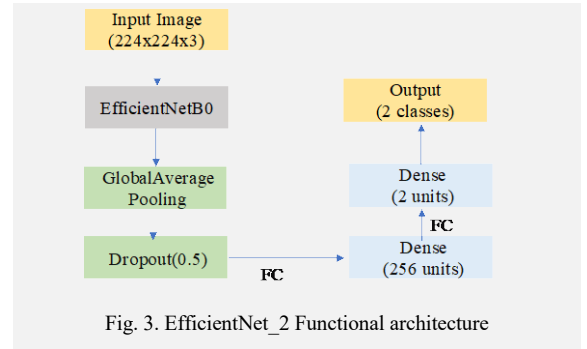 Input Image
(224x224x3)
EfficientNetB0
GlobalAverage
Pooling
Dropout(0.5)
FC
Dense
(256 units)
FC
Dense
(2 units)
Output
(2 classes)
Fig. 3. EfficientNet_2 Functional architecture